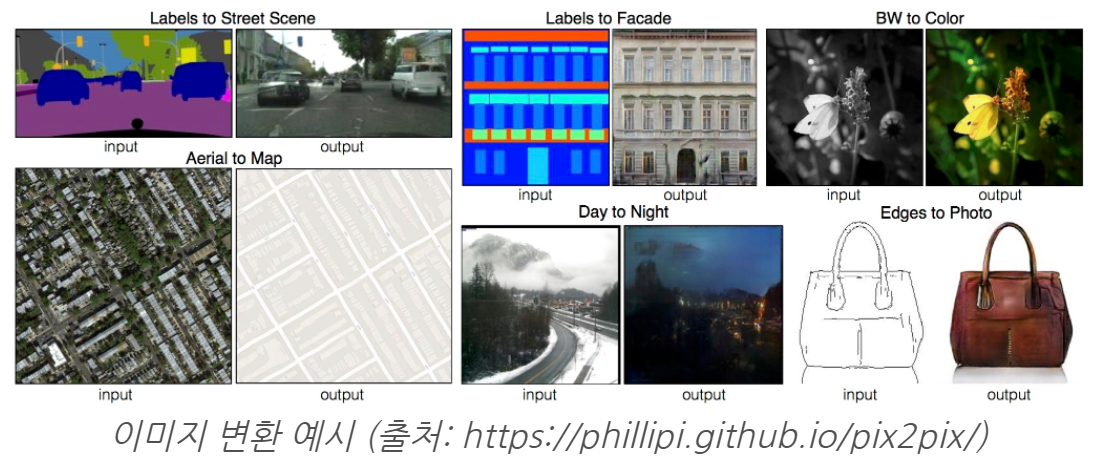 Labels to Street Scene
input
output
Aerial to Map
input
output
Labels to Facade
input
output
BW to Color
input
output
Day to Night
input
output
Edges to Photo
input
output
이미지 변환 예시 (출처: https://phillipi.github.io/pix2pix/)